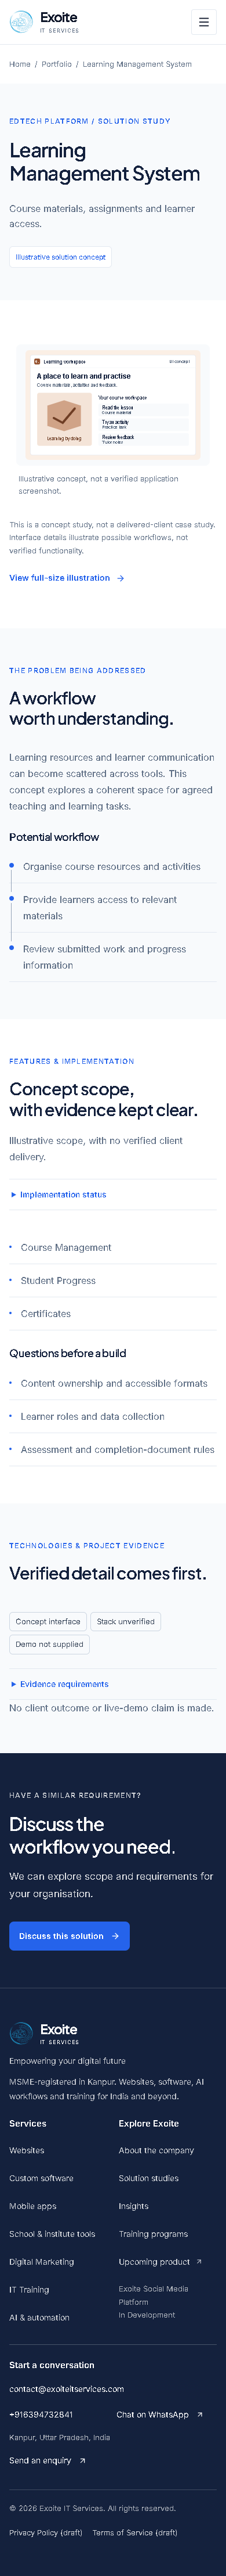 Exoite
IT SERVICES
Home / Portfolio / Learning Management System
EDTECH PLATFORM / SOLUTION STUDY
Learning
Management System
Course materials, assignments and learner
access.
Illustrative solution concept
Learning workspace
A place to learn and practise
Course materials, activities and feedback.
Your course workspace
Read the lesson
Course material
Try an activity
Practice task
Review feedback
Tutor notes
Learning by doing
Illustrative concept, not a verified application
screenshot.
This is a concept study, not a delivered-client case study.
Interface details illustrate possible workflows, not
verified functionality.
View full-size illustration →
THE PROBLEM BEING ADDRESSED
A workflow
worth understanding.
Learning resources and learner communication
can become scattered across tools. This
concept explores a coherent space for agreed
teaching and learning tasks.
Potential workflow
Organise course resources and activities
Provide learners access to relevant
materials
Review submitted work and progress
information
FEATURES & IMPLEMENTATION
Concept scope,
with evidence kept clear.
Illustrative scope, with no verified client
delivery.
Implementation status
Course Management
Student Progress
Certificates
Questions before a build
Content ownership and accessible formats
Learner roles and data collection
Assessment and completion-document rules
TECHNOLOGIES & PROJECT EVIDENCE
Verified detail comes first.
Concept interface
Stack unverified
Demo not supplied
Evidence requirements
No client outcome or live-demo claim is made.
HAVE A SIMILAR REQUIREMENT?
Discuss the
workflow you need.
We can explore scope and requirements for
your organisation.
Discuss this solution →
Exoite
IT SERVICES
Empowering your digital future
MSME-registered in Kanpur. Websites, software, AI
workflows and training for India and beyond.
Services
Websites
Custom software
Mobile apps
School & institute tools
Digital Marketing
IT Training
AI & automation
Explore Exoite
About the company
Solution studies
Insights
Training programs
Upcoming product ↗
Exoite Social Media
Platform
In Development
Start a conversation
contact@exoiteitservices.com
+916394732841
Chat on WhatsApp ↗
Kanpur, Uttar Pradesh, India
Send an enquiry ↗
© 2026 Exoite IT Services. All rights reserved.
Privacy Policy (draft) Terms of Service (draft)